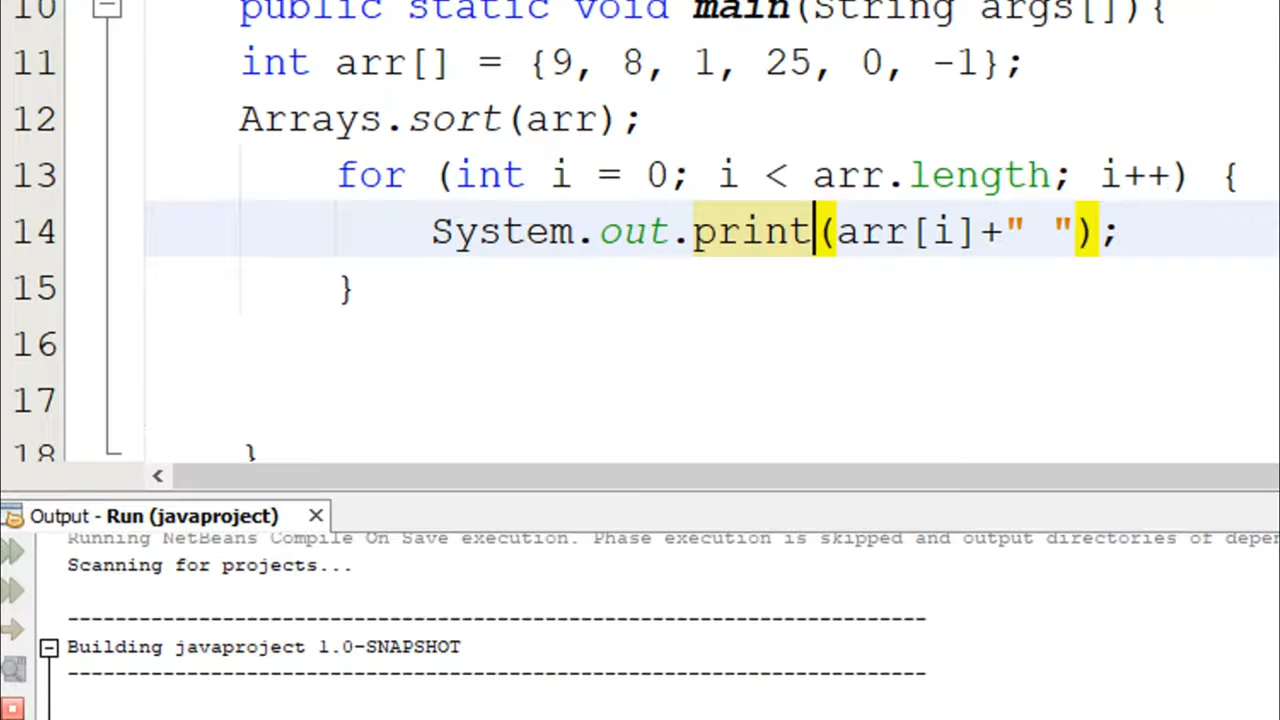 10 public static void main(String args[]){
11 int arr[] = {9, 8, 1, 25, 0, -1};
12 Arrays.sort(arr);
13 for (int i = 0; i < arr.length; i++) {
14 System.out.print(arr[i]+" ");
15 }
16
17
18 }
Output - Run (javaproject)
Running NetBeans Compile On Save execution. Phase execution is skipped and output directories of
Scanning for projects...
------------------------------------------------------------------------
Building javaproject 1.0-SNAPSHOT
------------------------------------------------------------------------